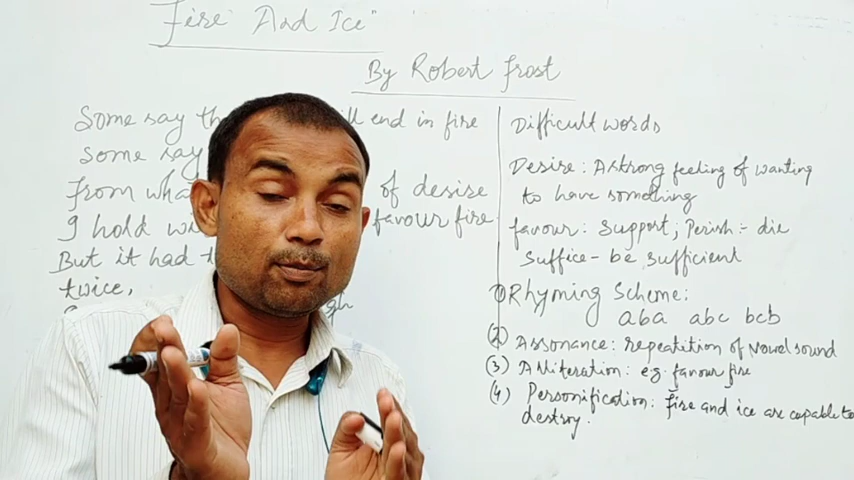 "Fire And Ice"
By Robert Frost
Some say th ll end in fire
Some say
From wha of desire
I hold wi favour fire
But it had t
twice,
gh
Difficult words
Desire: A strong feeling of wanting
to have something
favour: Support; Perish:- die
Suffice - be sufficient
① Rhyming Scheme:
aba abc bcb
② Assonance: repeatition of vowel sound
③ Alliteration: e.g. favour fire
④ Personification: fire and ice are capable to
destroy.